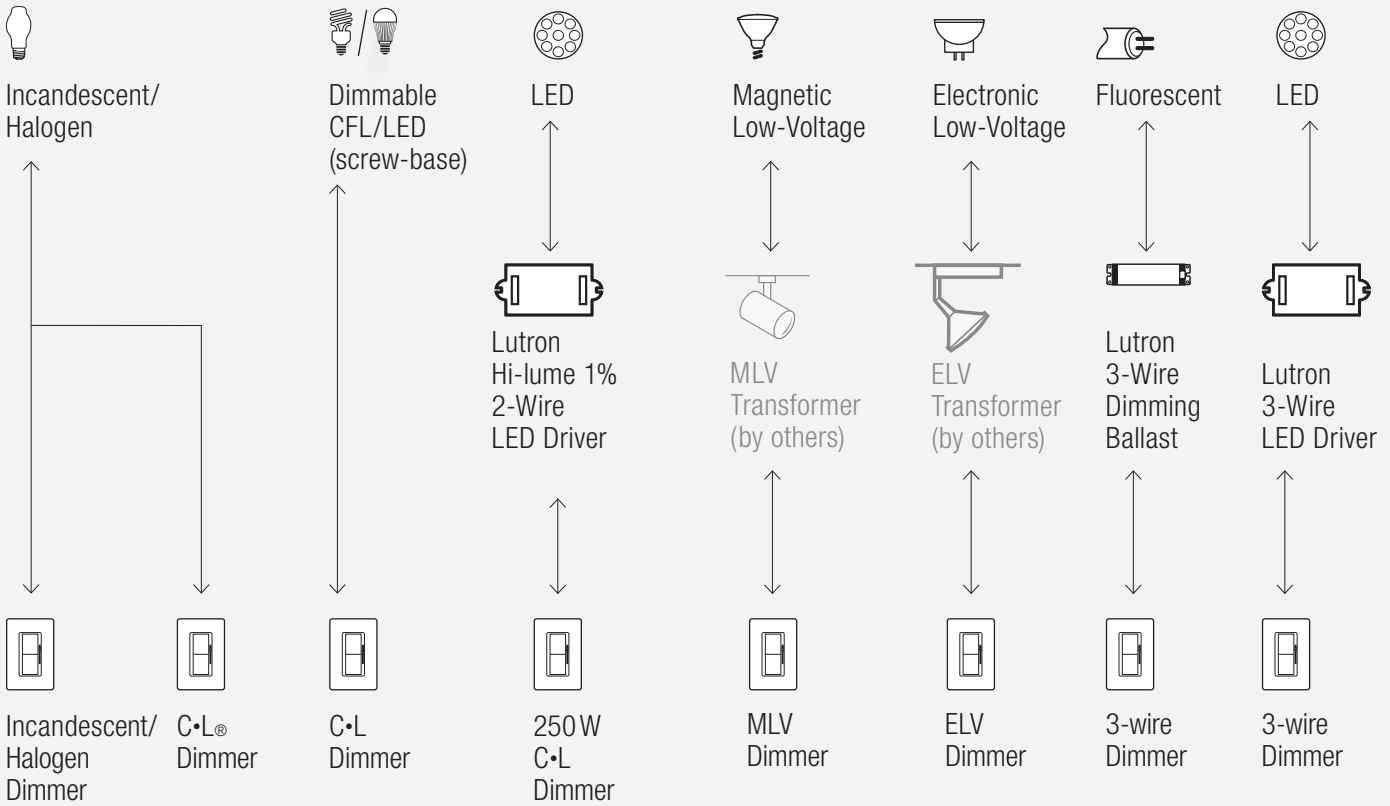 Incandescent/
Halogen
Dimmable
CFL/LED
(screw-base)
LED
Magnetic
Low-Voltage
Electronic
Low-Voltage
Fluorescent
LED
Lutron
Hi-lume 1%
2-Wire
LED Driver
MLV
Transformer
(by others)
ELV
Transformer
(by others)
Lutron
3-Wire
Dimming
Ballast
Lutron
3-Wire
LED Driver
Incandescent/
Halogen
Dimmer
C•L®
Dimmer
C•L
Dimmer
250 W
C•L
Dimmer
MLV
Dimmer
ELV
Dimmer
3-wire
Dimmer
3-wire
Dimmer